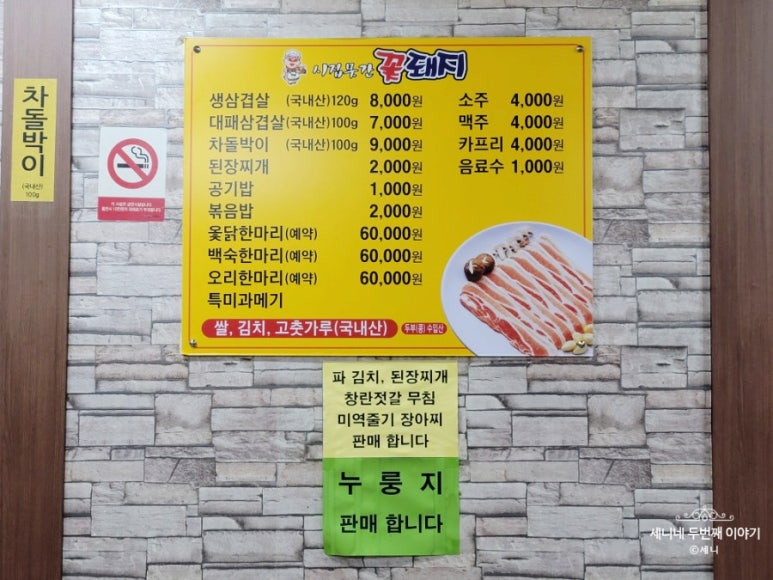 차돌박이
(국내산)
100g
시집못간 꽃돼지
생삼겹살 (국내산)120g 8,000원
대패삼겹살(국내산)100g 7,000원
차돌박이 (국내산)100g 9,000원
된장찌개 2,000원
공기밥 1,000원
볶음밥 2,000원
옻닭한마리(예약) 60,000원
백숙한마리(예약) 60,000원
오리한마리(예약) 60,000원
특미과메기
소주 4,000원
맥주 4,000원
카프리 4,000원
음료수 1,000원
쌀, 김치, 고춧가루(국내산) 두부(콩) 수입산
파 김치, 된장찌개
창란젓갈 무침
미역줄기 장아찌
판매 합니다
누룽지
판매 합니다
세니네 두번째 이야기
©세니